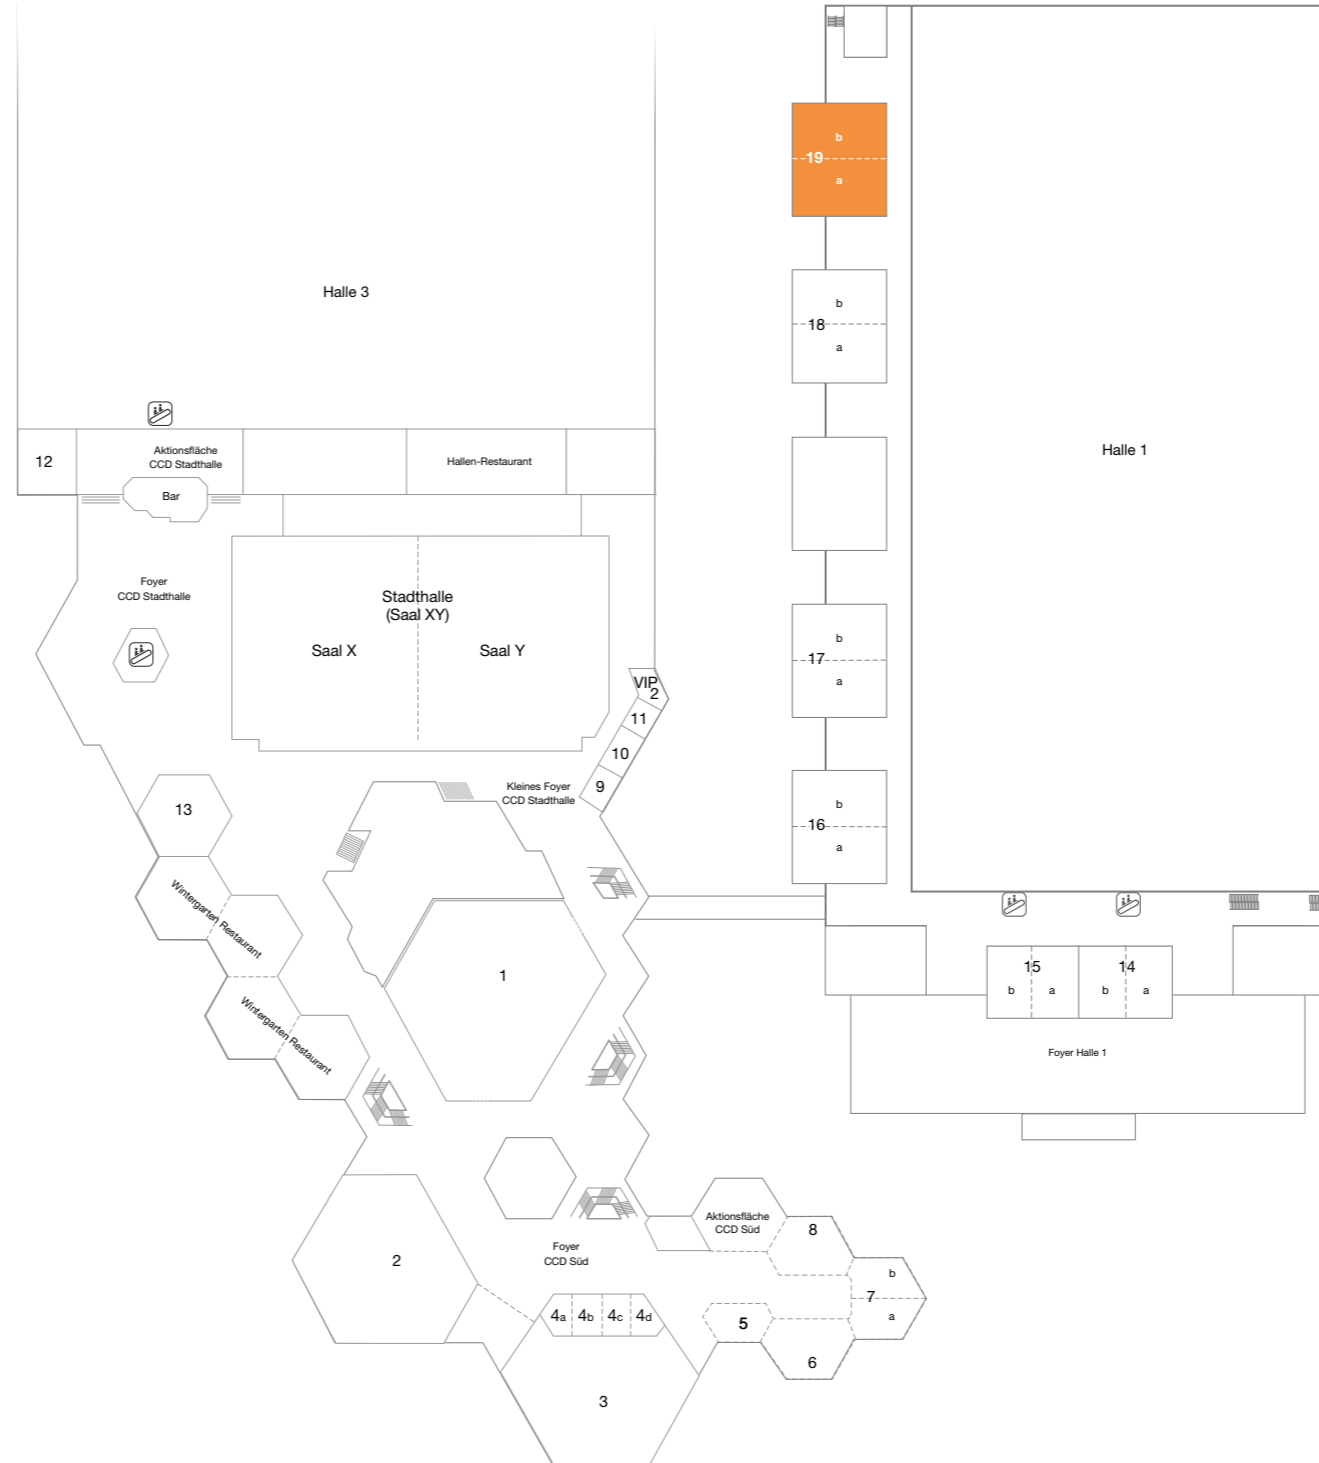 b
19
a
Halle 3
b
18
a
12
Aktionsfläche
CCD Stadthalle
Hallen-Restaurant
Halle 1
Bar
Foyer
CCD Stadthalle
Stadthalle
(Saal XY)
Saal X
Saal Y
b
17
a
VIP
2
11
10
9
Kleines Foyer
CCD Stadthalle
13
b
16
a
Wintergarten Restaurant
Wintergarten Restaurant
1
15
14
b
a
b
a
Foyer Halle 1
Aktionsfläche
CCD Süd
8
2
Foyer
CCD Süd
b
7
a
4a
4b
4c
4d
5
6
3